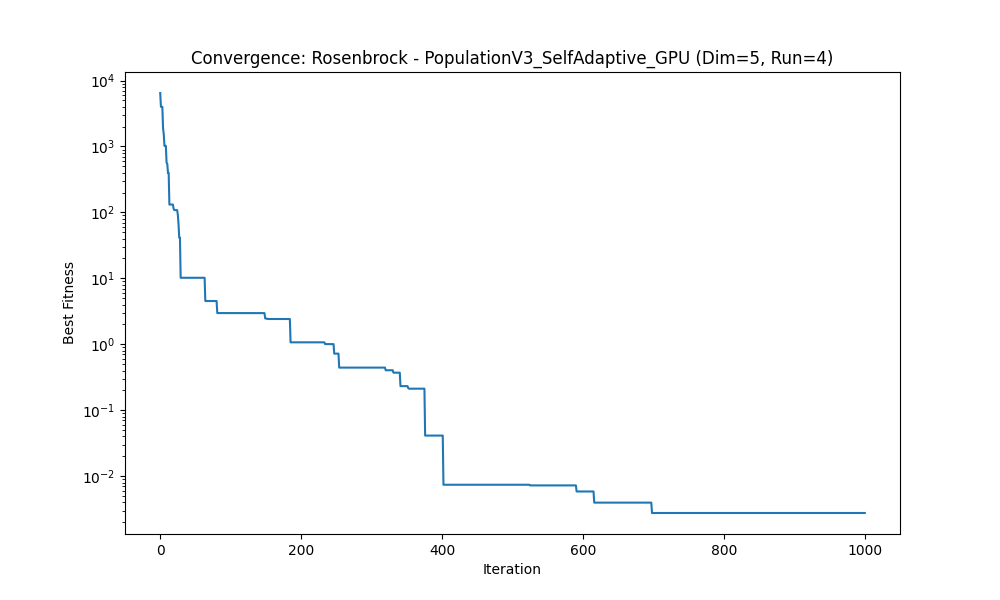 Convergence: Rosenbrock - PopulationV3_SelfAdaptive_GPU (Dim=5, Run=4)
10⁴
10³
10²
10¹
10⁰
10⁻¹
10⁻²
Best Fitness
0 200 400 600 800 1000
Iteration